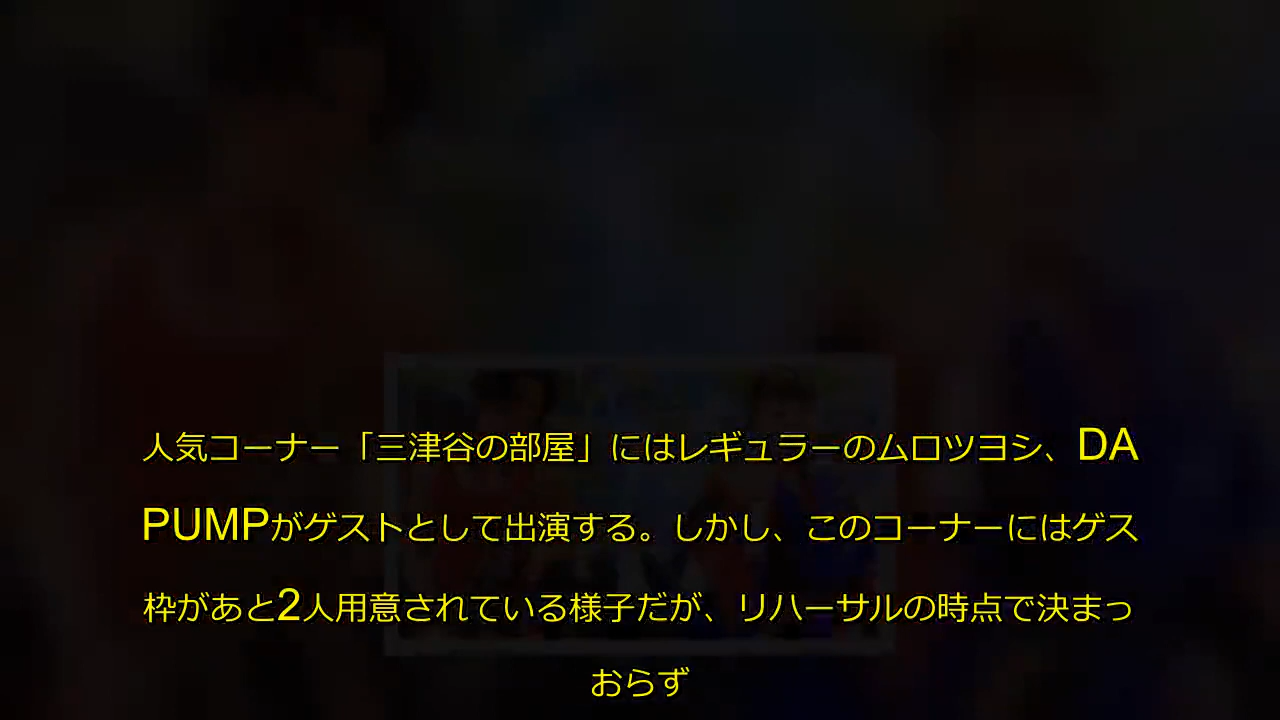 人気コーナー「三津谷の部屋」にはレギュラーのムロツヨシ、DA
PUMPがゲストとして出演する。しかし、このコーナーにはゲス
枠があと2人用意されている様子だが、リハーサルの時点で決まっ
おらず